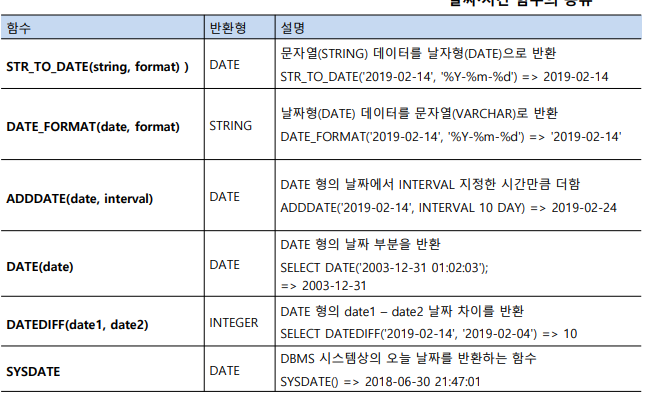 날짜·시간 함수의 종류
함수 반환형 설명
STR_TO_DATE(string, format) ) DATE 문자열(STRING) 데이터를 날자형(DATE)으로 반환
STR_TO_DATE('2019-02-14', '%Y-%m-%d') => 2019-02-14
DATE_FORMAT(date, format) STRING 날짜형(DATE) 데이터를 문자열(VARCHAR)로 반환
DATE_FORMAT('2019-02-14', '%Y-%m-%d') => '2019-02-14'
ADDDATE(date, interval) DATE DATE 형의 날짜에서 INTERVAL 지정한 시간만큼 더함
ADDDATE('2019-02-14', INTERVAL 10 DAY) => 2019-02-24
DATE(date) DATE DATE 형의 날짜 부분을 반환
SELECT DATE('2003-12-31 01:02:03');
=> 2003-12-31
DATEDIFF(date1, date2) INTEGER DATE 형의 date1 – date2 날짜 차이를 반환
SELECT DATEDIFF('2019-02-14', '2019-02-04') => 10
SYSDATE DATE DBMS 시스템상의 오늘 날짜를 반환하는 함수
SYSDATE() => 2018-06-30 21:47:01